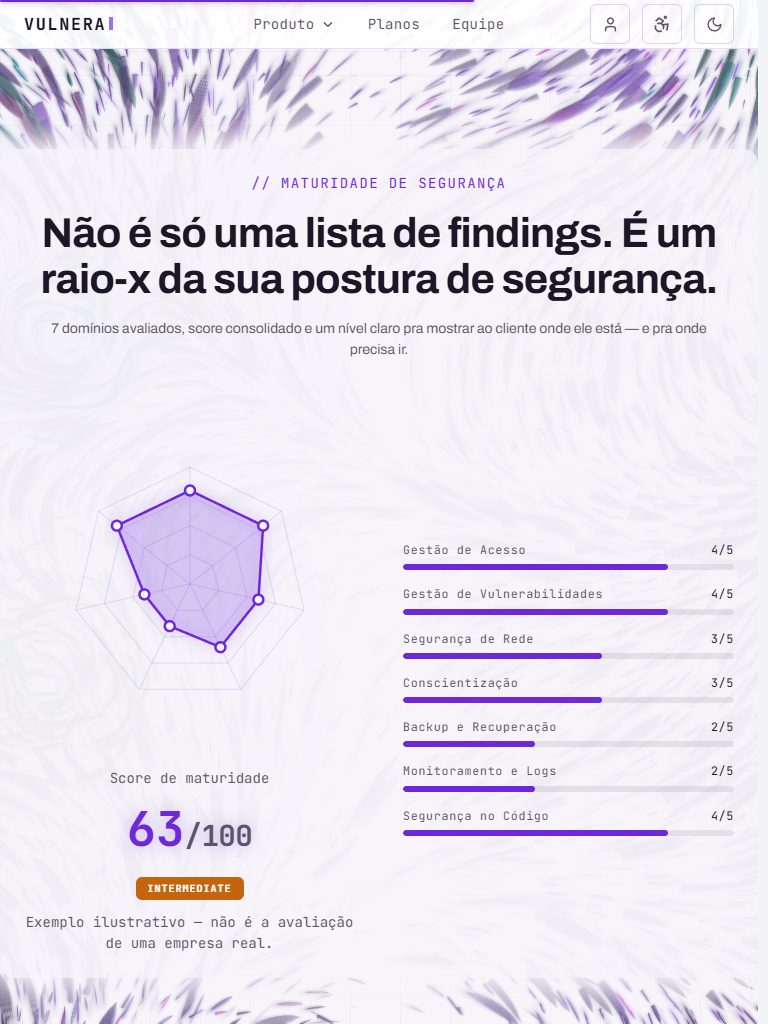 VULNERA
Produto
Planos
Equipe
// MATURIDADE DE SEGURANÇA
Não é só uma lista de findings. É um
raio-x da sua postura de segurança.
7 domínios avaliados, score consolidado e um nível claro pra mostrar ao cliente onde ele está — e pra onde
precisa ir.
Gestão de Acesso 4/5
Gestão de Vulnerabilidades 4/5
Segurança de Rede 3/5
Conscientização 3/5
Backup e Recuperação 2/5
Monitoramento e Logs 2/5
Segurança no Código 4/5
Score de maturidade
63/100
INTERMEDIATE
Exemplo ilustrativo — não é a avaliação
de uma empresa real.